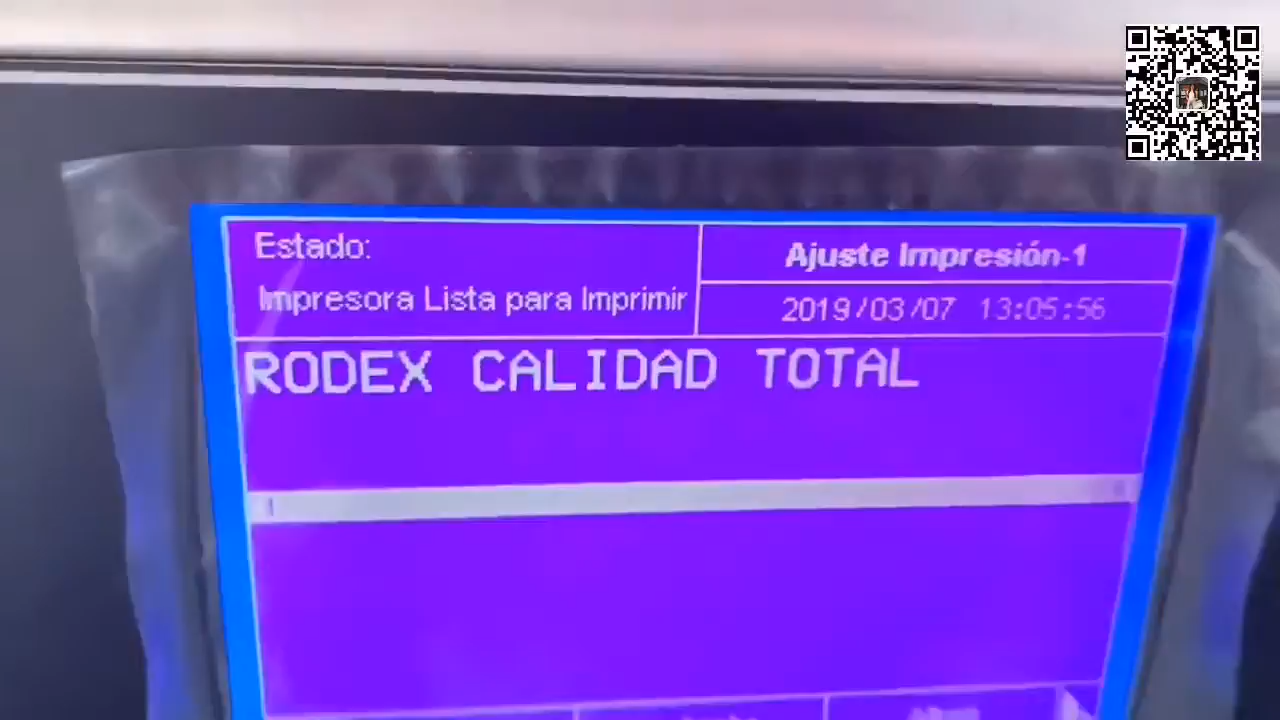 Estado:
Impresora Lista para Imprimir
Ajuste Impresión-1
2019/03/07 13:05:56
RODEX CALIDAD TOTAL